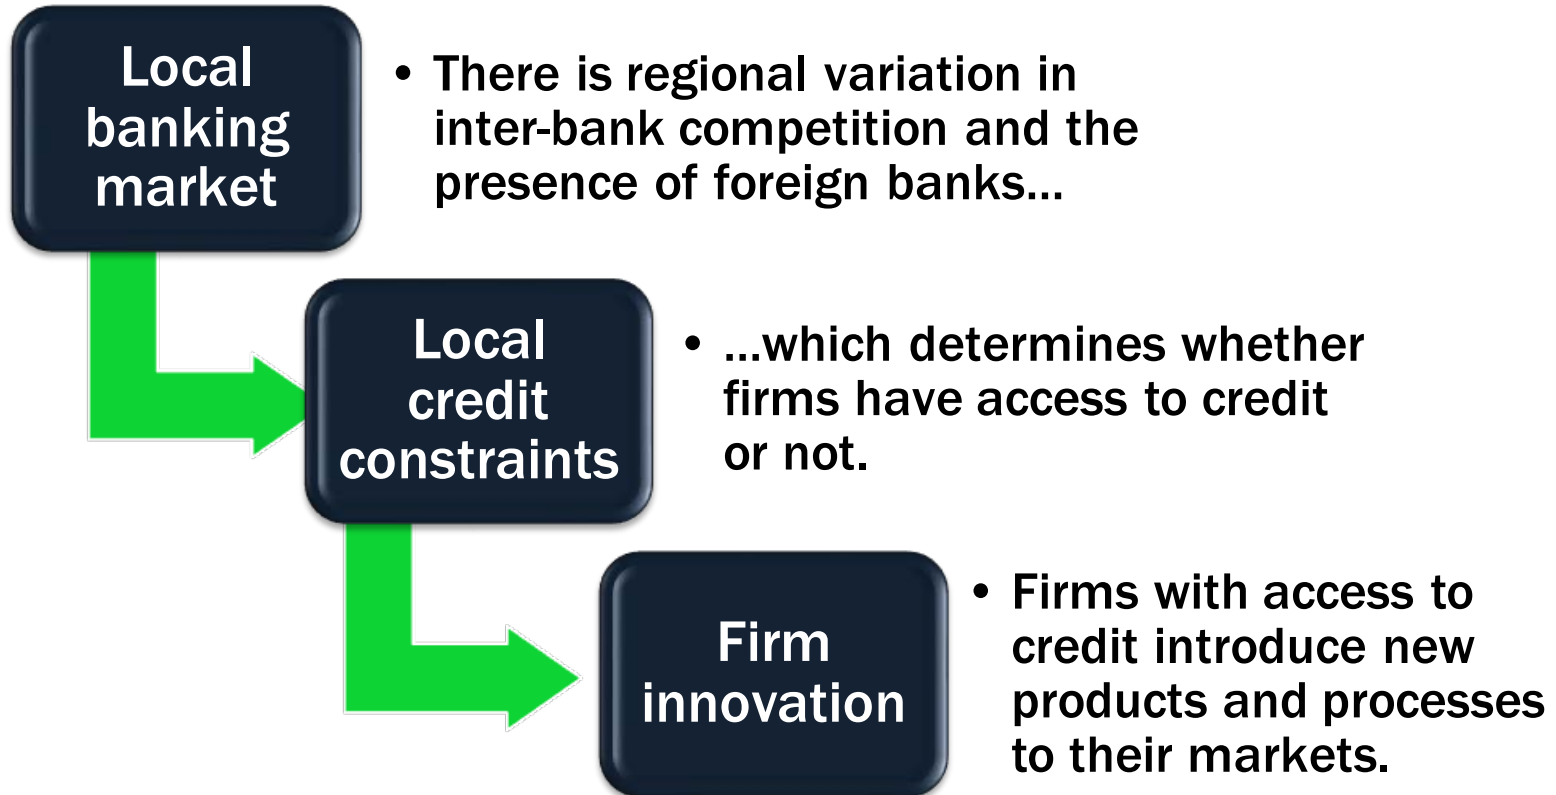 Local
banking
market
• There is regional variation in
inter-bank competition and the
presence of foreign banks…
Local
credit
constraints
• …which determines whether
firms have access to credit
or not.
Firm
innovation
• Firms with access to
credit introduce new
products and processes
to their markets.